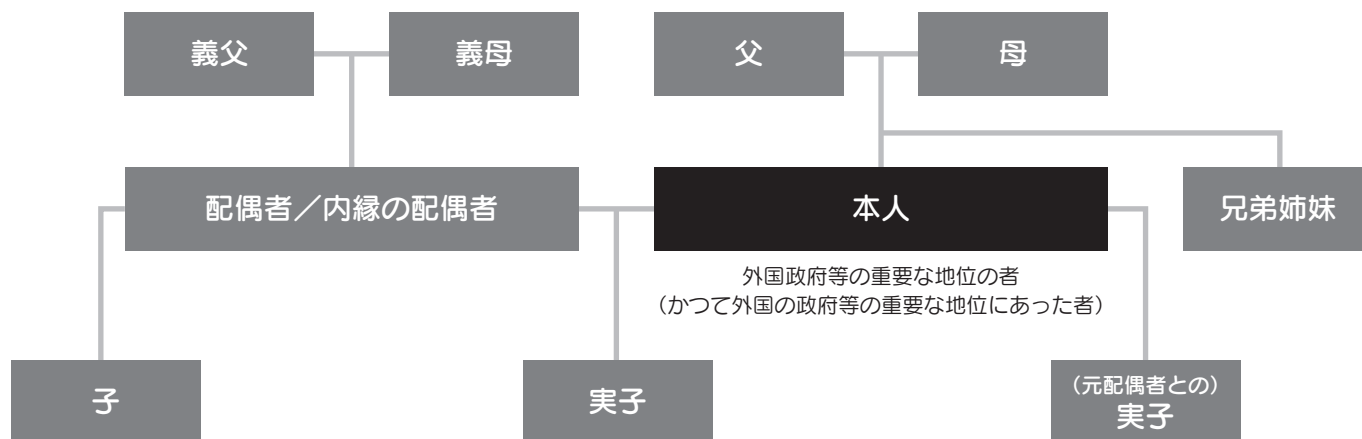 義父
義母
父
母
配偶者／内縁の配偶者
本人
兄弟姉妹
外国政府等の重要な地位の者
（かつて外国の政府等の重要な地位にあった者）
子
実子
（元配偶者との）
実子